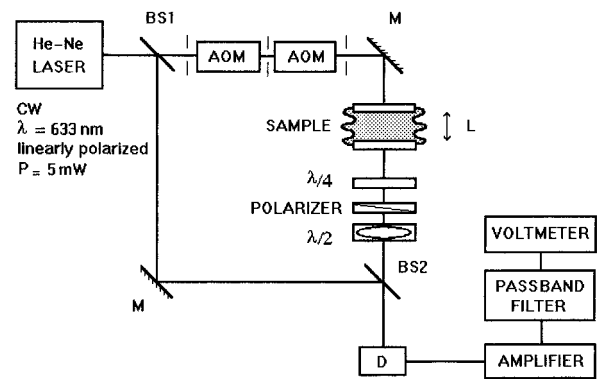 BS1
M
He-Ne
LASER
AOM
AOM
CW
λ = 633 nm
linearly polarized
P = 5 mW
SAMPLE
L
λ/4
POLARIZER
λ/2
VOLTMETER
BS2
M
PASSBAND
FILTER
D
AMPLIFIER